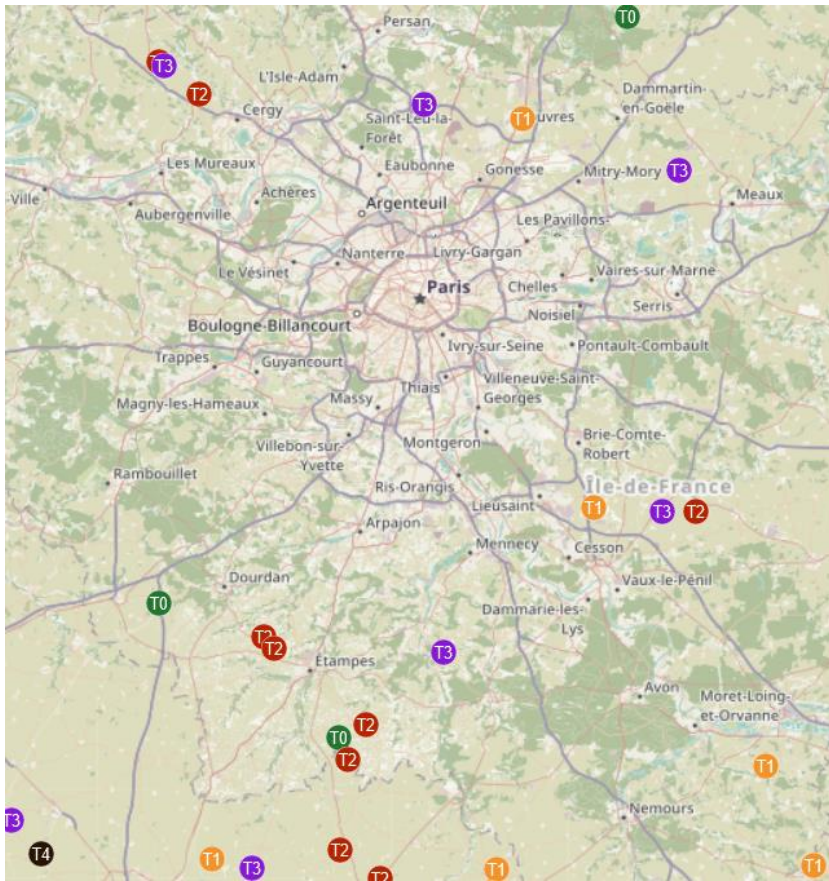 T0
Persan
T3
L'Isle-Adam
T2
Cergy
T3
Saint-Leu-la-
Forêt
T1
uvres
Dammartin-
en-Goële
Les Mureaux
Eaubonne
Gonesse
Mitry-Mory
T3
-Ville
Aubergenville
Achères
Argenteuil
Meaux
Les Pavillons-
Nanterre
Livry-Gargan
Le Vésinet
Paris
Chelles
Vaires-sur-Marne
Serris
Noisiel
Boulogne-Billancourt
Ivry-sur-Seine
Pontault-Combault
Trappes
Guyancourt
Thiais
Villeneuve-Saint-
Georges
Massy
Magny-les-Hameaux
Villebon-sur-
Yvette
Montgeron
Brie-Comte-
Robert
Rambouillet
Ris-Orangis
Lieusaint
Île-de-France
T1
T3
T2
Arpajon
Mennecy
Cesson
Dourdan
Vaux-le-Pénil
T0
Dammarie-les-
Lys
T2
T2
T3
Étampes
Avon
Moret-Loing-
et-Orvanne
T2
T0
T2
T1
T3
Nemours
T4
T2
T1
T3
T2
T1
T1